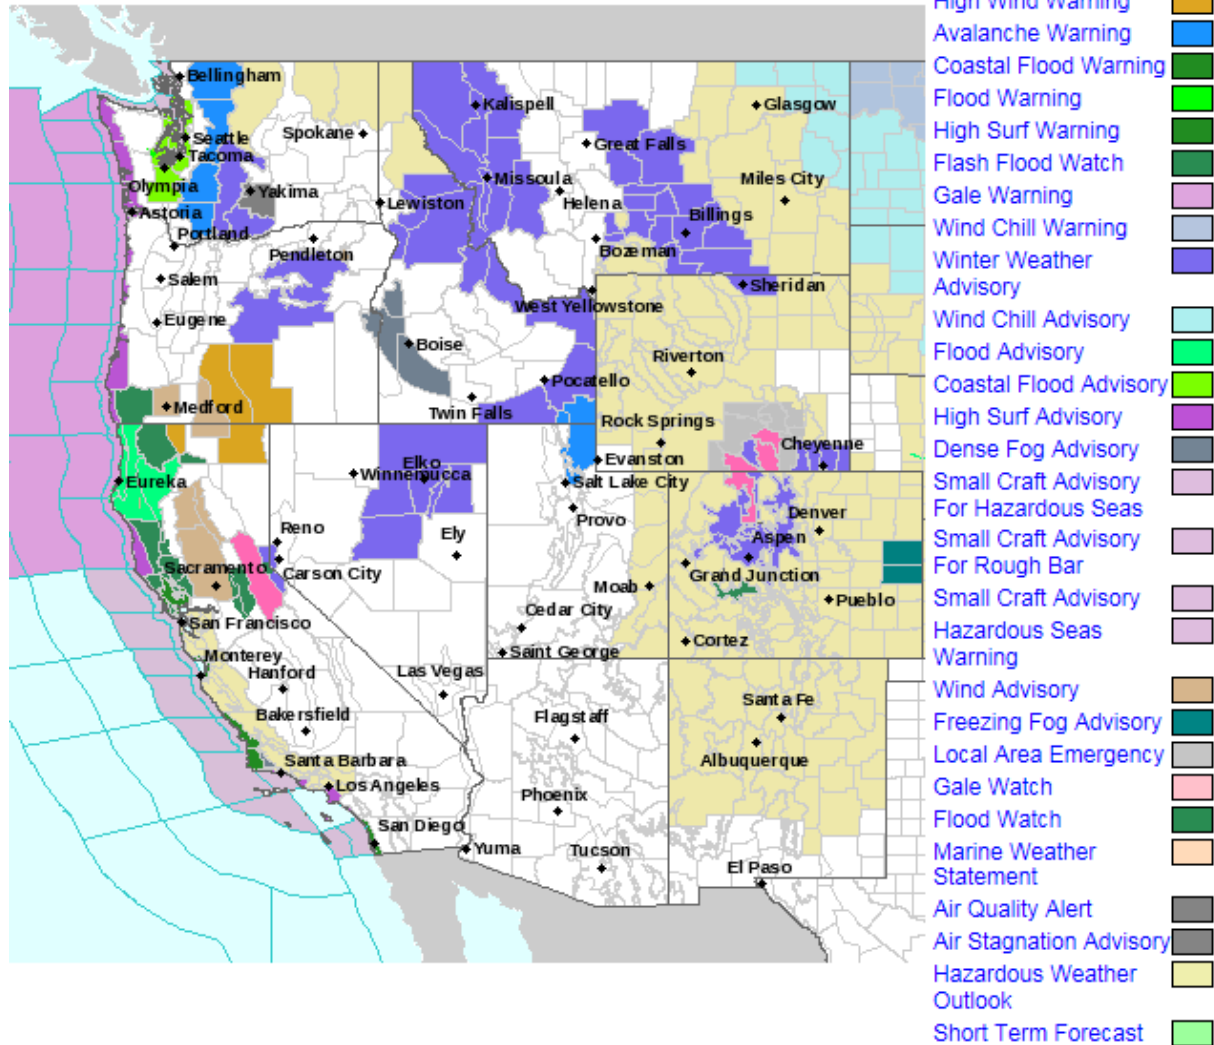 High Wind Warning
Avalanche Warning
Coastal Flood Warning
Flood Warning
High Surf Warning
Flash Flood Watch
Gale Warning
Wind Chill Warning
Winter Weather
Advisory
Wind Chill Advisory
Flood Advisory
Coastal Flood Advisory
High Surf Advisory
Dense Fog Advisory
Small Craft Advisory
For Hazardous Seas
Small Craft Advisory
For Rough Bar
Small Craft Advisory
Hazardous Seas
Warning
Wind Advisory
Freezing Fog Advisory
Local Area Emergency
Gale Watch
Flood Watch
Marine Weather
Statement
Air Quality Alert
Air Stagnation Advisory
Hazardous Weather
Outlook
Short Term Forecast
Bellingham
Kalispell
Glasgow
Seattle
Spokane
Great Falls
Tacoma
Olympia
Yakima
Missoula
Miles City
Astoria
Lewiston
Helena
Billings
Portland
Pendleton
Bozeman
Salem
West Yellowstone
Sheridan
Eugene
Boise
Riverton
Pocatello
Medford
Twin Falls
Rock Springs
Cheyenne
Elko
Winnemucca
Evanston
Eureka
Salt Lake City
Provo
Denver
Reno
Ely
Aspen
Sacramento
Carson City
Moab
Grand Junction
Pueblo
San Francisco
Cedar City
Cortez
Monterey
Saint George
Hanford
Las Vegas
Santa Fe
Bakersfield
Flagstaff
Albuquerque
Santa Barbara
Los Angeles
Phoenix
San Diego
Yuma
Tucson
El Paso